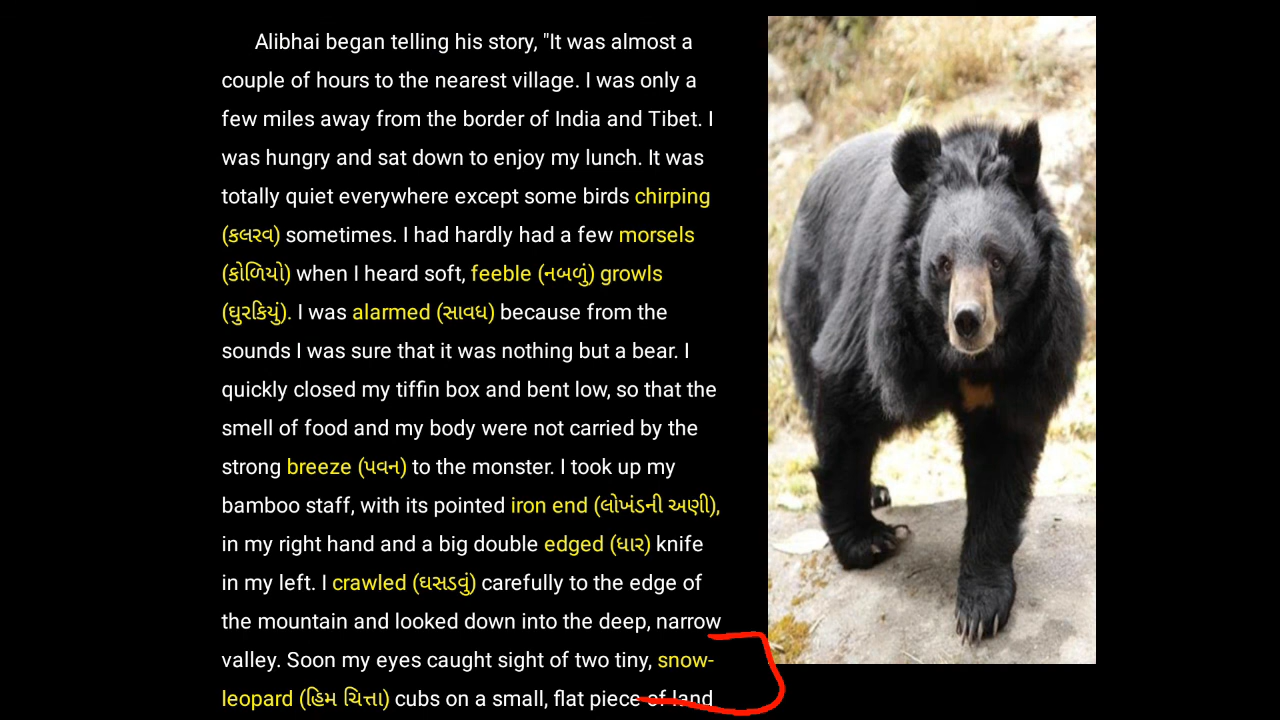 Alibhai began telling his story, "It was almost a
couple of hours to the nearest village. I was only a
few miles away from the border of India and Tibet. I
was hungry and sat down to enjoy my lunch. It was
totally quiet everywhere except some birds chirping
(કલરવ) sometimes. I had hardly had a few morsels
(કોળિયો) when I heard soft, feeble (નબળું) growls
(ઘુરકિયું). I was alarmed (સાવધ) because from the
sounds I was sure that it was nothing but a bear. I
quickly closed my tiffin box and bent low, so that the
smell of food and my body were not carried by the
strong breeze (પવન) to the monster. I took up my
bamboo staff, with its pointed iron end (લોખંડની અણી),
in my right hand and a big double edged (ધાર) knife
in my left. I crawled (ઘસડવું) carefully to the edge of
the mountain and looked down into the deep, narrow
valley. Soon my eyes caught sight of two tiny, snow-
leopard (હિમ ચિત્તા) cubs on a small, flat piece of land